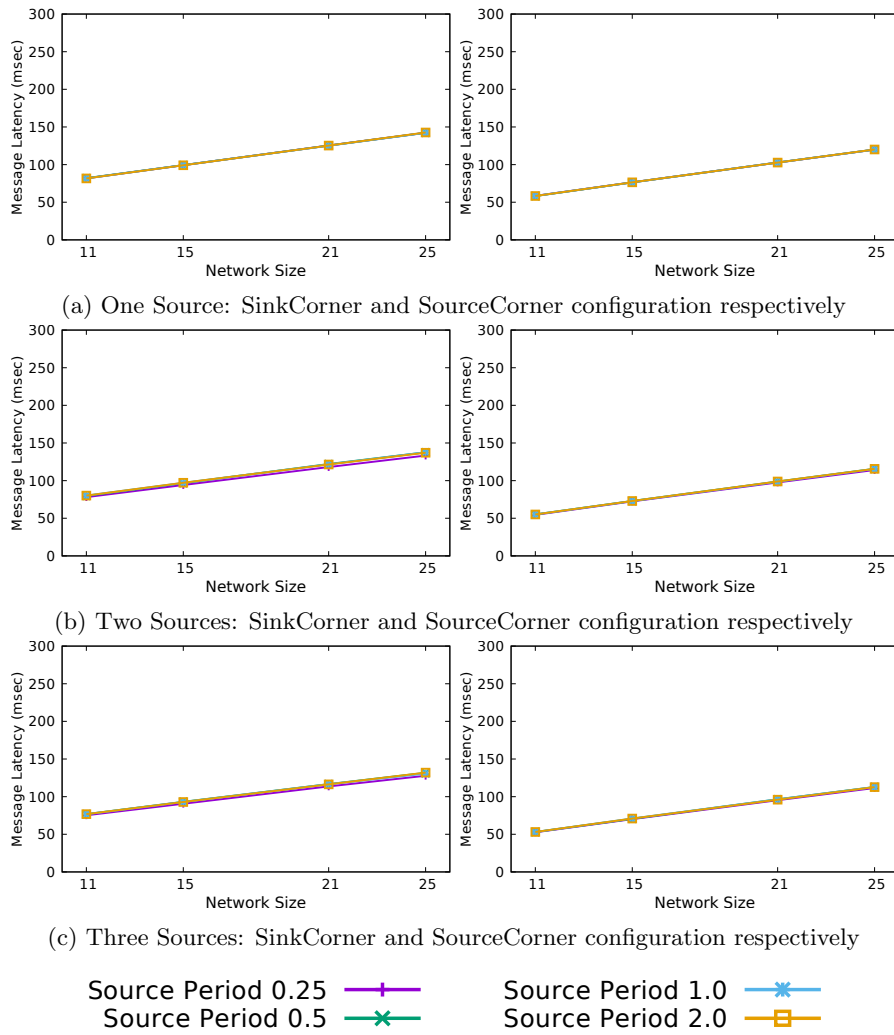 300
250
200
150
100
50
0
Message Latency (msec)
11 15 21 25
Network Size
300
250
200
150
100
50
0
Message Latency (msec)
11 15 21 25
Network Size
(a) One Source: SinkCorner and SourceCorner configuration respectively
300
250
200
150
100
50
0
Message Latency (msec)
11 15 21 25
Network Size
300
250
200
150
100
50
0
Message Latency (msec)
11 15 21 25
Network Size
(b) Two Sources: SinkCorner and SourceCorner configuration respectively
300
250
200
150
100
50
0
Message Latency (msec)
11 15 21 25
Network Size
300
250
200
150
100
50
0
Message Latency (msec)
11 15 21 25
Network Size
(c) Three Sources: SinkCorner and SourceCorner configuration respectively
Source Period 0.25
Source Period 0.5
Source Period 1.0
Source Period 2.0